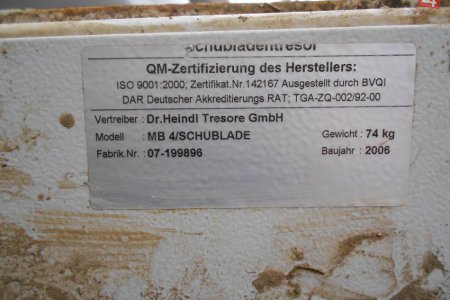 Schubladentresor
QM-Zertifizierung des Herstellers:
ISO 9001:2000; Zertifikat.Nr.142167 Ausgestellt durch BVQI
DAR Deutscher Akkreditierungs RAT; TGA-ZQ-002/92-00
Vertreiber : Dr.Heindl Tresore GmbH
Modell : MB 4/SCHUBLADE Gewicht : 74 kg
Fabrik.Nr. : 07-199896 Baujahr : 2006